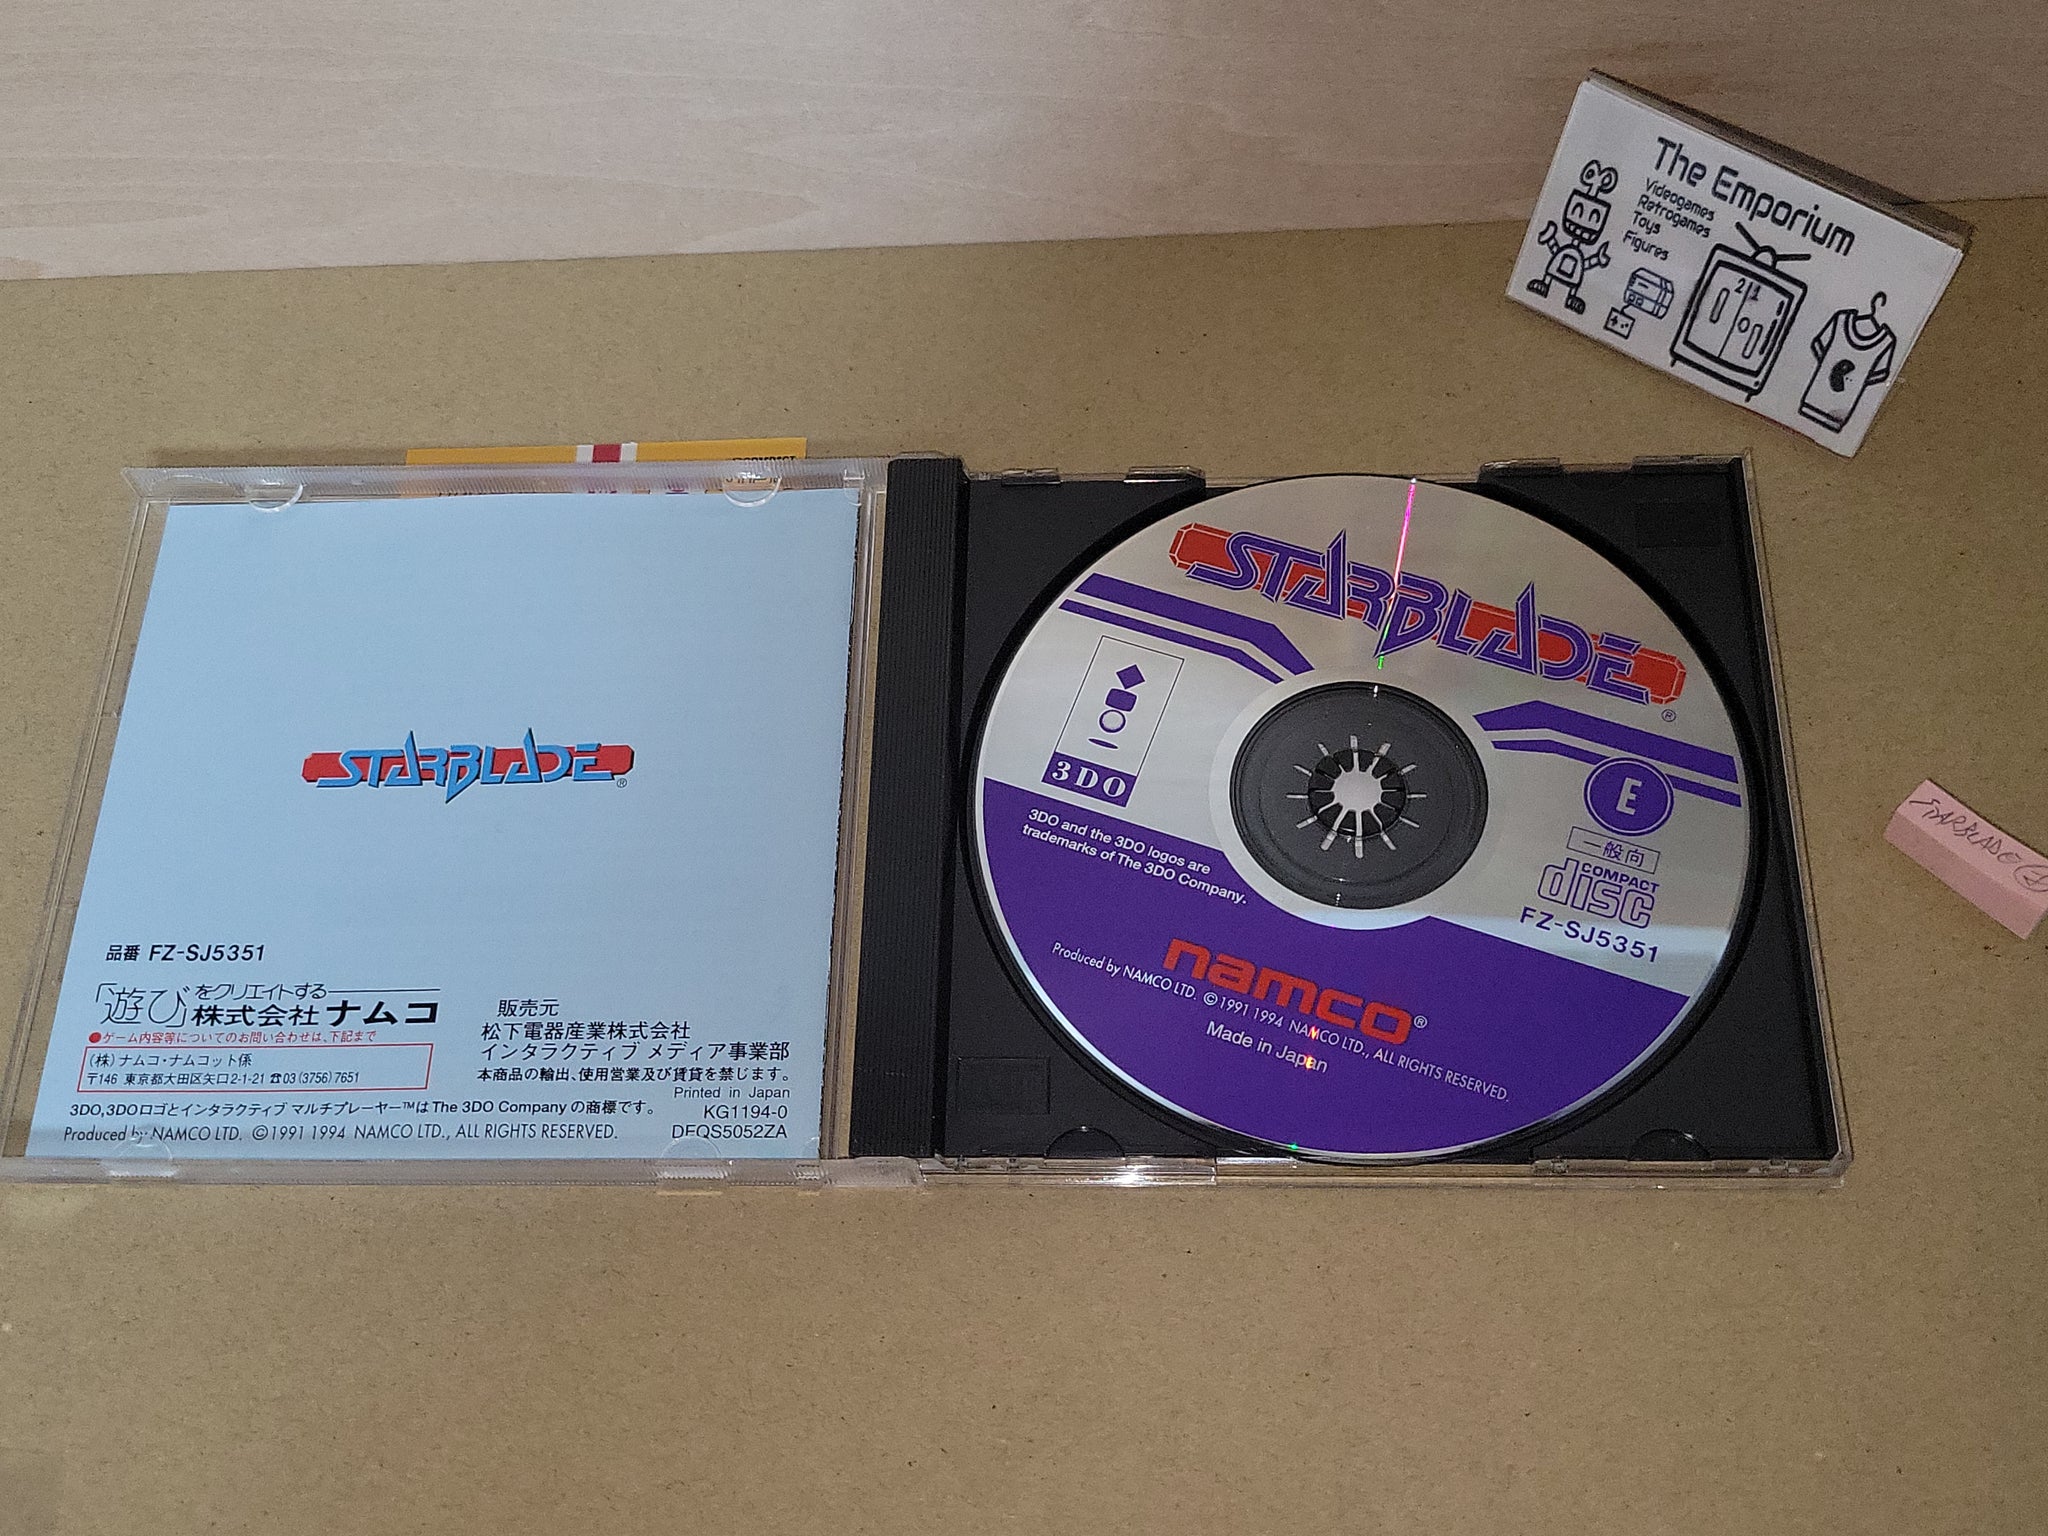 The Emporium
Videogames
Retrogames
Toys
Figures
21
STARBLADE®
品番 FZ-SJ5351
「遊び」をクリエイトする
株式会社ナムコ
●ゲーム内容等についてのお問い合わせは、下記まで
(株)ナムコ・ナムコット係
〒146 東京都大田区矢口2-1-21 ☎03(3756)7651
販売元
松下電器産業株式会社
インタラクティブ メディア事業部
本商品の輸出、使用営業及び賃貸を禁じます。
Printed in Japan
3DO,3DOロゴとインタラクティブ マルチプレーヤー™は The 3DO Company の商標です。
KG1194-0
Produced by NAMCO LTD. ©1991 1994 NAMCO LTD., ALL RIGHTS RESERVED.
DFQS5052ZA
STARBLADE®
3DO
3DO and the 3DO logos are
trademarks of The 3DO Company.
E
一般向
COMPACT
disc
FZ-SJ5351
namco®
Produced by NAMCO LTD. ©1991 1994 NAMCO LTD., ALL RIGHTS RESERVED.
Made in Japan
STARBLADE